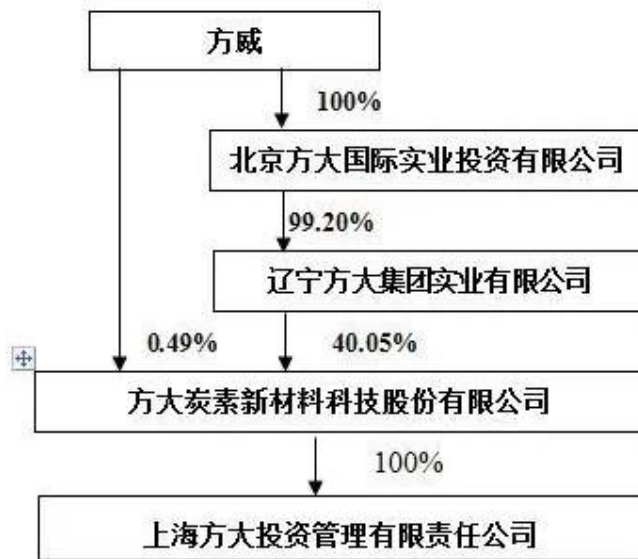 方威
100%
北京方大国际实业投资有限公司
99.20%
辽宁方大集团实业有限公司
0.49%
40.05%
方大炭素新材料科技股份有限公司
100%
上海方大投资管理有限责任公司